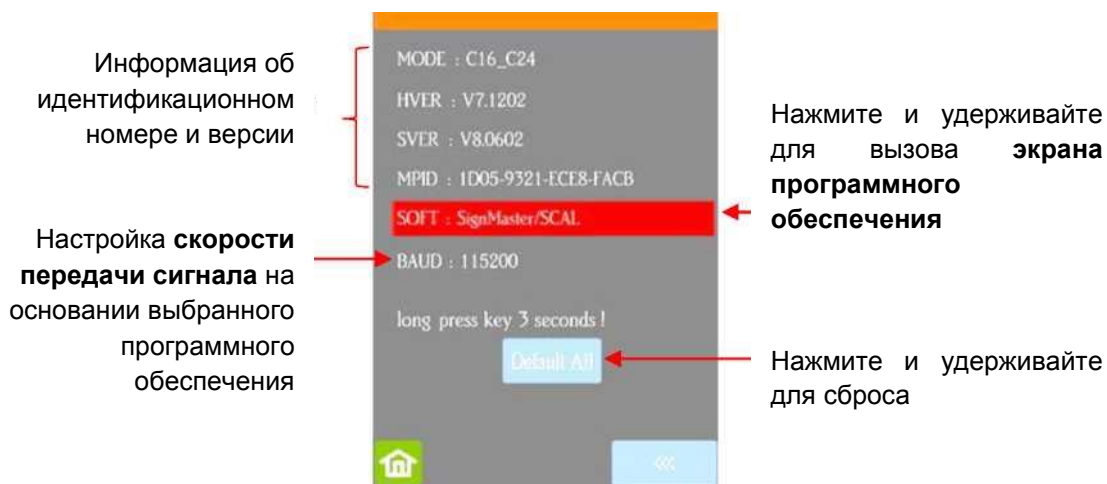 Информация об
идентификационном
номере и версии
Настройка скорости
передачи сигнала на
основании выбранного
программного
обеспечения
MODE : C16_C24
HVER : V7.1202
SVER : V8.0602
MPID : 1D05-9321-ECE8-FACB
SOFT : SignMaster/SCAL
BAUD : 115200
long press key 3 seconds !
Default All
<<<
Нажмите и удерживайте
для вызова экрана
программного
обеспечения
Нажмите и удерживайте
для сброса